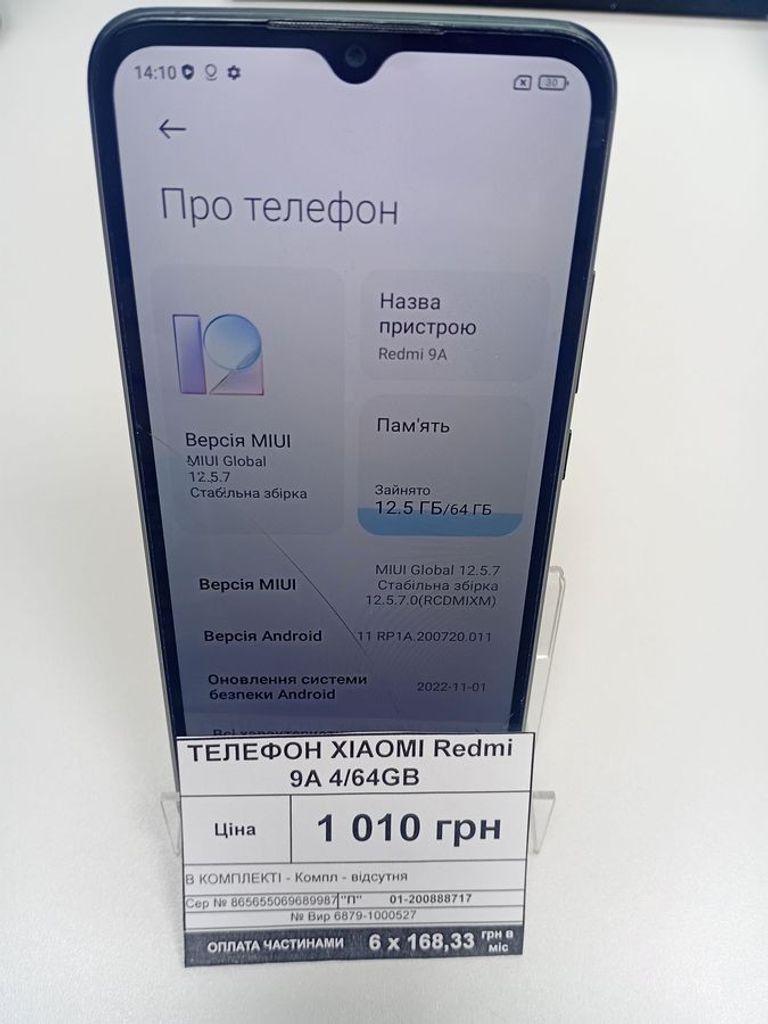 14:10
30
Про телефон
Версія MIUI
MIUI Global
12.5.7
Стабільна збірка
Назва
пристрою
Redmi 9A
Пам'ять
Зайнято
12.5 ГБ/64 ГБ
Версія MIUI
MIUI Global 12.5.7
Стабільна збірка
12.5.7.0(RCDMIXM)
Версія Android
11 RP1A.200720.011
Оновлення системи
безпеки Android
2022-11-01
ТЕЛЕФОН XIAOMI Redmi
9A 4/64GB
Ціна
1 010 грн
В КОМПЛЕКТІ - Компл - відсутня
Сер № 865655069689987 "П" 01-200888717
№ Вир 6879-1000527
ОПЛАТА ЧАСТИНАМИ 6 x 168,33 грн в міс